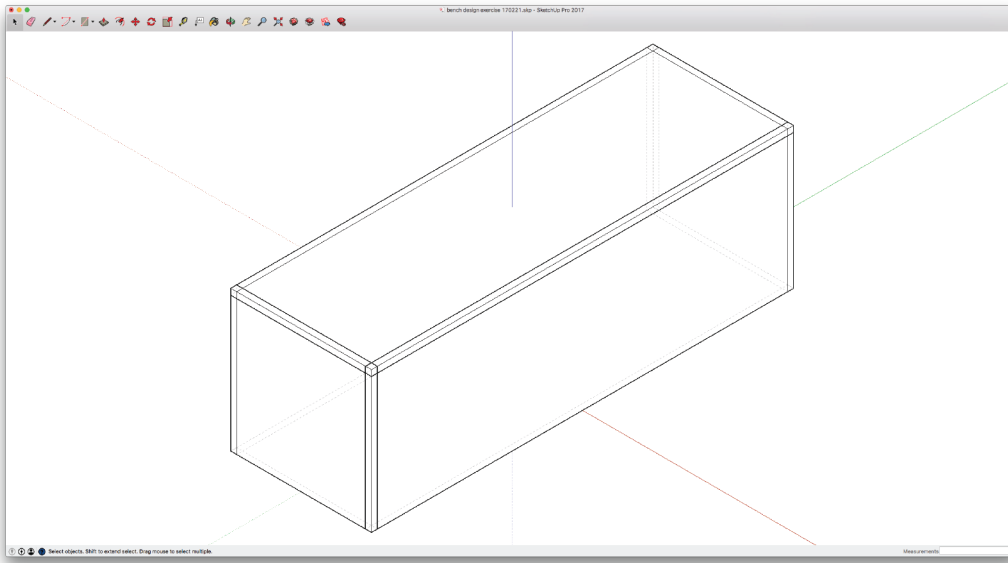 bench design exercise 170221.skp - SketchUp Pro 2017
Select objects. Shift to extend select. Drag mouse to select multiple.
Measurements